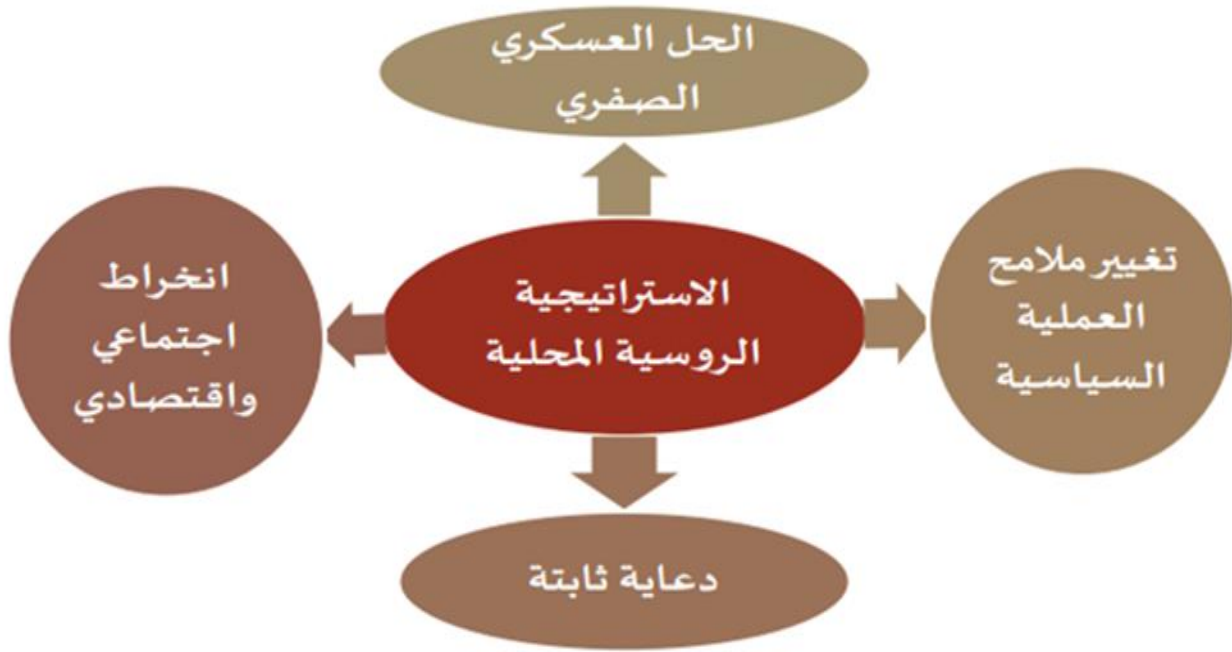 الحل العسكري
الصفري
تغيير ملامح
العملية
السياسية
الاستراتيجية
الروسية المحلية
انخراط
اجتماعي
واقتصادي
دعاية ثابتة